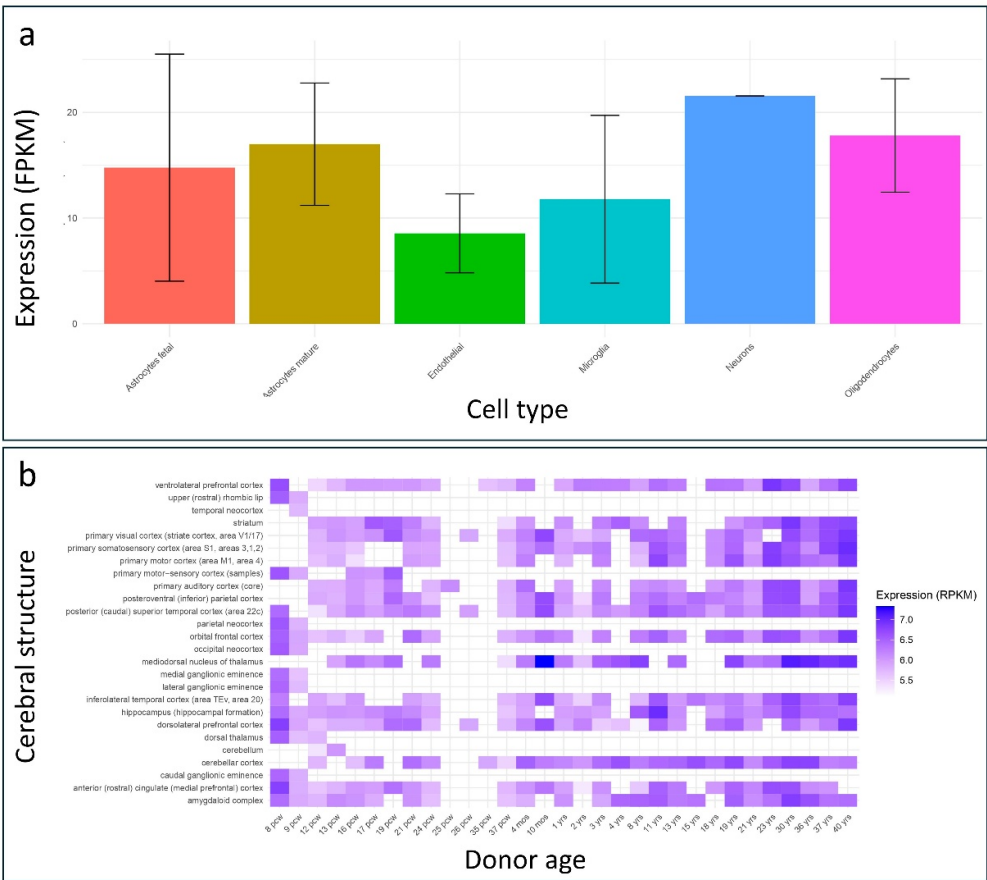 a
Expression (FPKM)
20
10
0
Astrocytes fetal
Astrocytes mature
Endothelial
Microglia
Neurons
Oligodendrocytes
Cell type
b
Cerebral structure
ventrolateral prefrontal cortex
upper (rostral) rhombic lip
temporal neocortex
striatum
primary visual cortex (striate cortex, area V1/17)
primary somatosensory cortex (area S1, areas 3,1,2)
primary motor cortex (area M1, area 4)
primary motor-sensory cortex (samples)
primary auditory cortex (core)
posteroventral (inferior) parietal cortex
posterior (caudal) superior temporal cortex (area 22c)
parietal neocortex
orbital frontal cortex
occipital neocortex
mediodorsal nucleus of thalamus
medial ganglionic eminence
lateral ganglionic eminence
inferolateral temporal cortex (area TEv, area 20)
hippocampus (hippocampal formation)
dorsolateral prefrontal cortex
dorsal thalamus
cerebellum
cerebellar cortex
caudal ganglionic eminence
anterior (rostral) cingulate (medial prefrontal) cortex
amygdaloid complex
Expression (RPKM)
7.0
6.5
6.0
5.5
8 pcw
9 pcw
12 pcw
13 pcw
16 pcw
17 pcw
19 pcw
21 pcw
24 pcw
25 pcw
26 pcw
35 pcw
37 pcw
4 mos
10 mos
1 yrs
2 yrs
3 yrs
4 yrs
8 yrs
11 yrs
13 yrs
15 yrs
18 yrs
19 yrs
21 yrs
23 yrs
30 yrs
36 yrs
37 yrs
40 yrs
Donor age